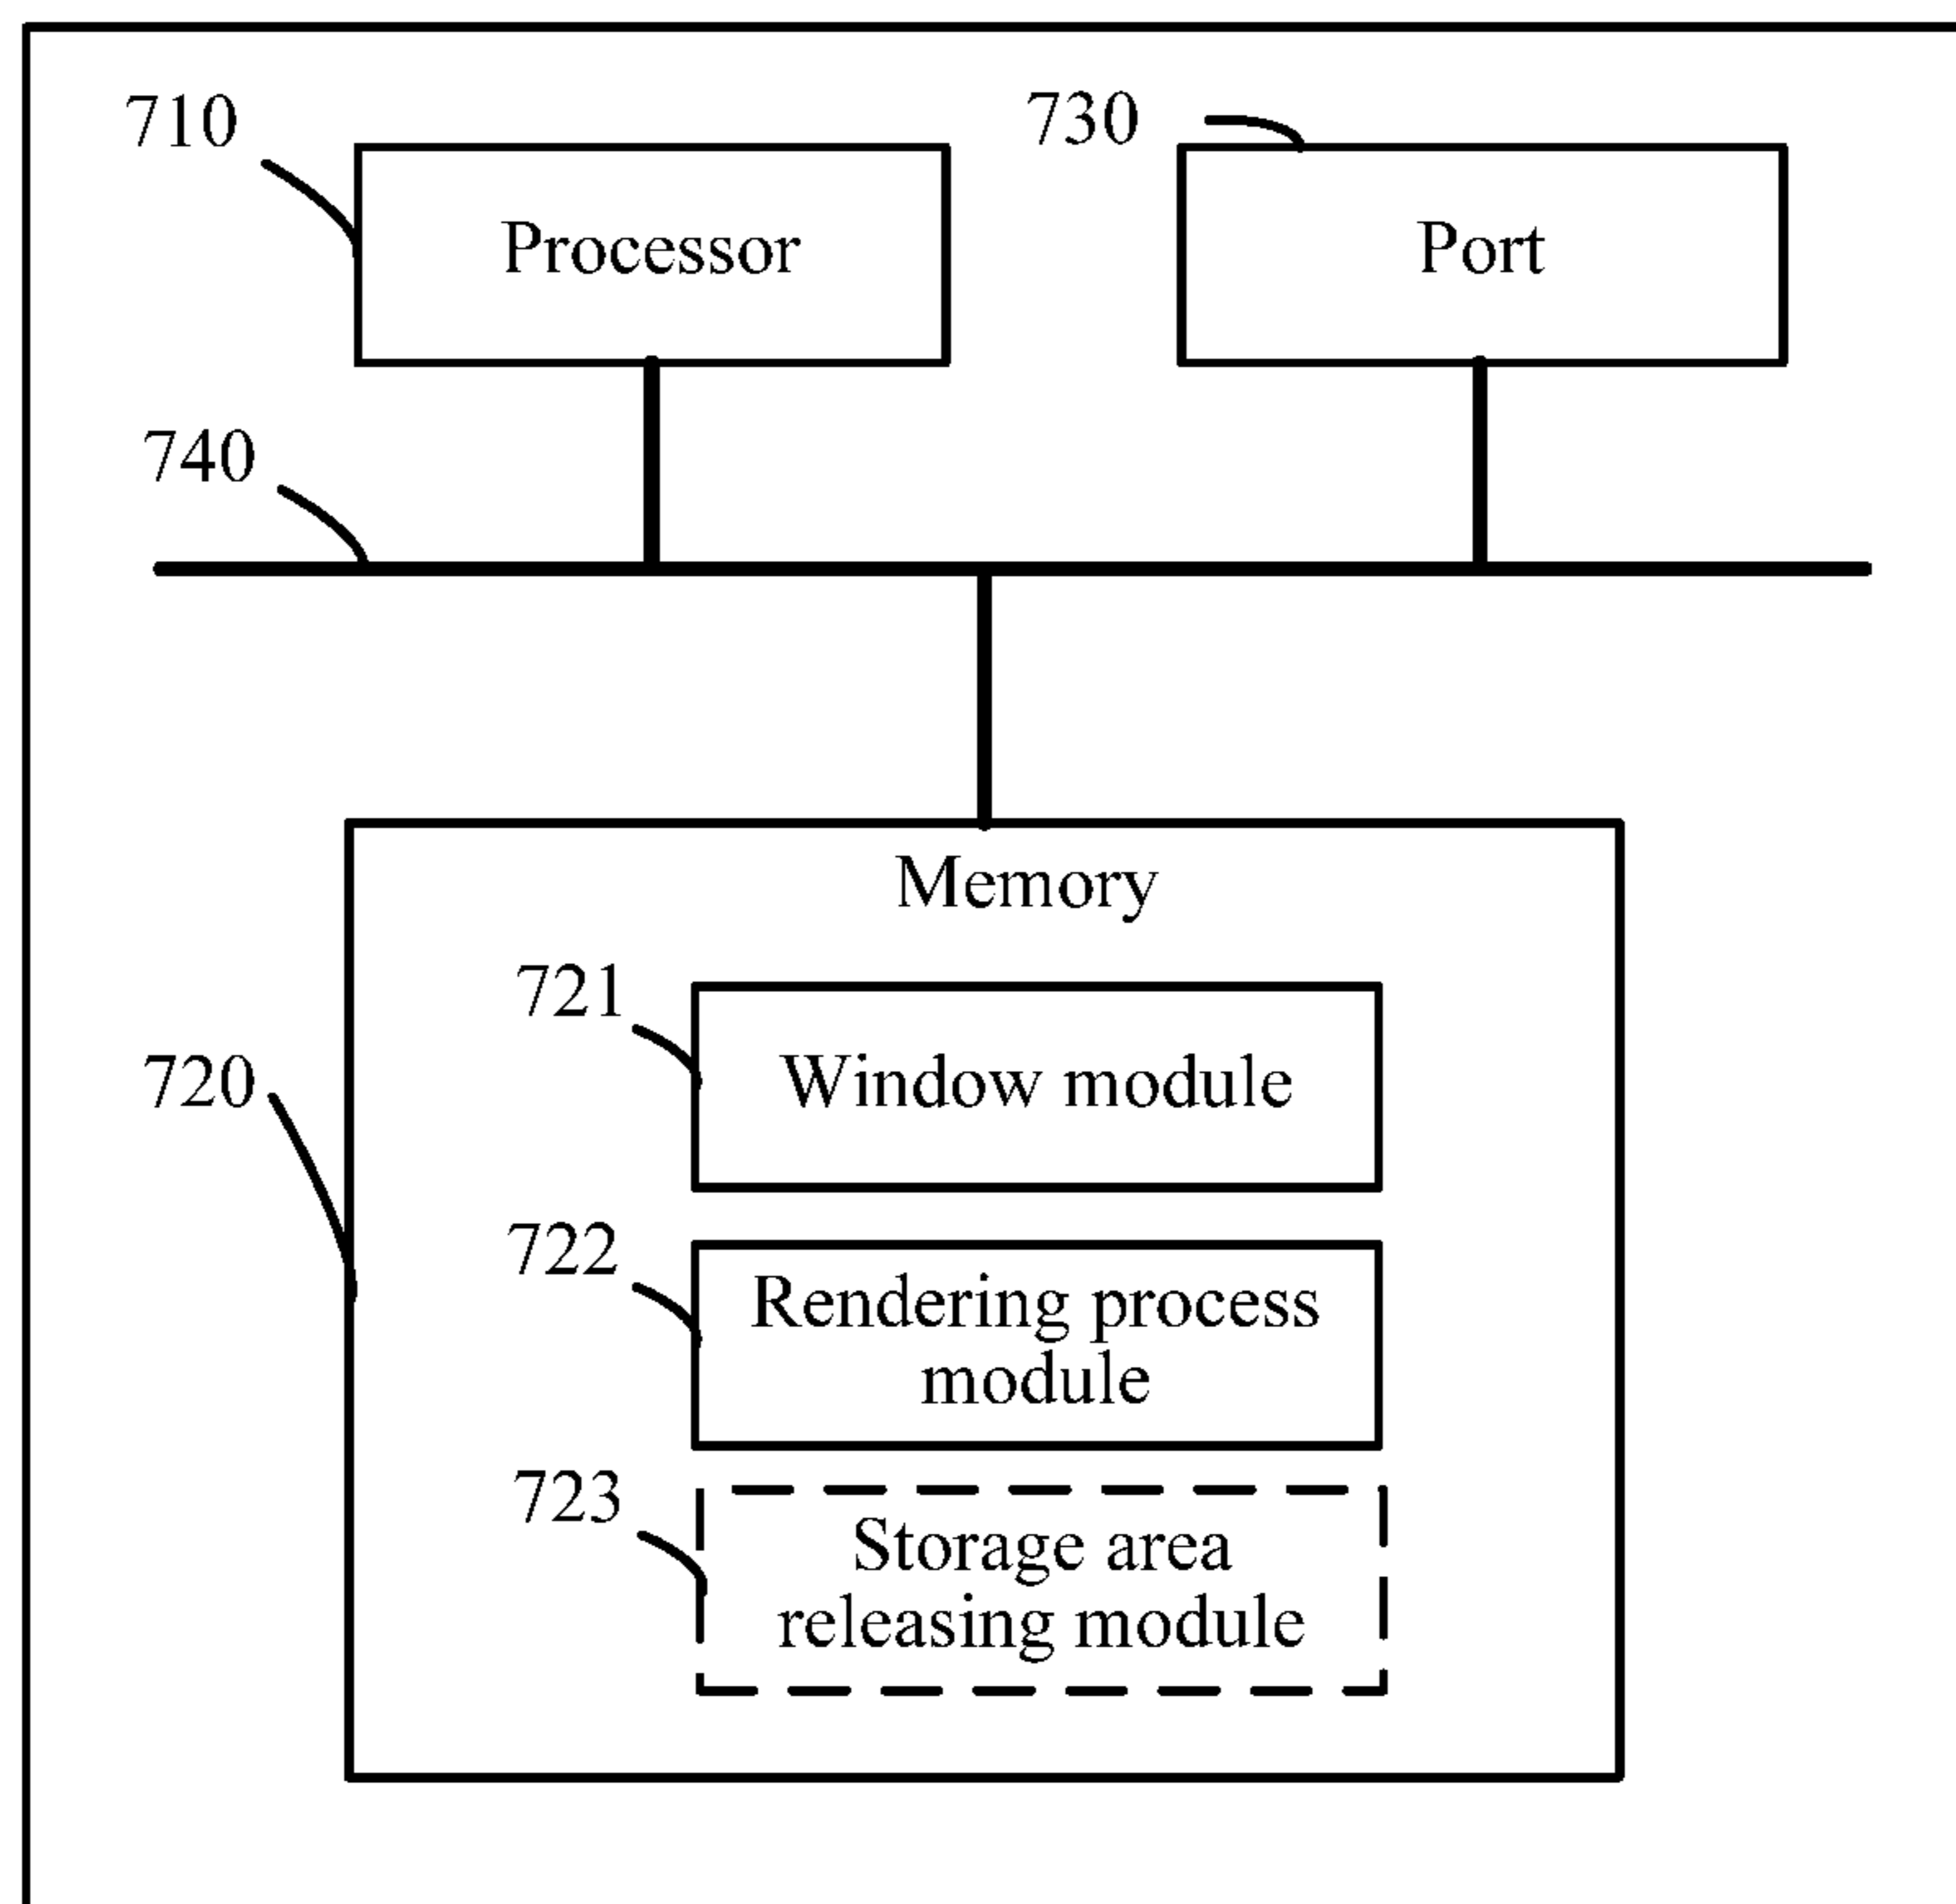 710
730
Processor
Port
740
Memory
721
Window module
720
722
Rendering process
module
723
Storage area
releasing module